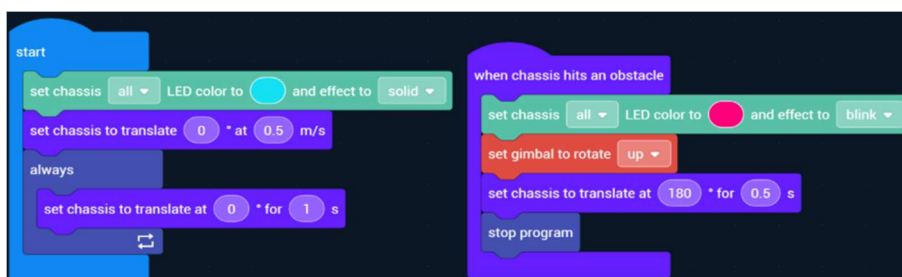 start
set chassis all LED color to and effect to solid
set chassis to translate 0 ° at 0.5 m/s
always
set chassis to translate at 0 ° for 1 s
when chassis hits an obstacle
set chassis all LED color to and effect to blink
set gimbal to rotate up
set chassis to translate at 180 ° for 0.5 s
stop program